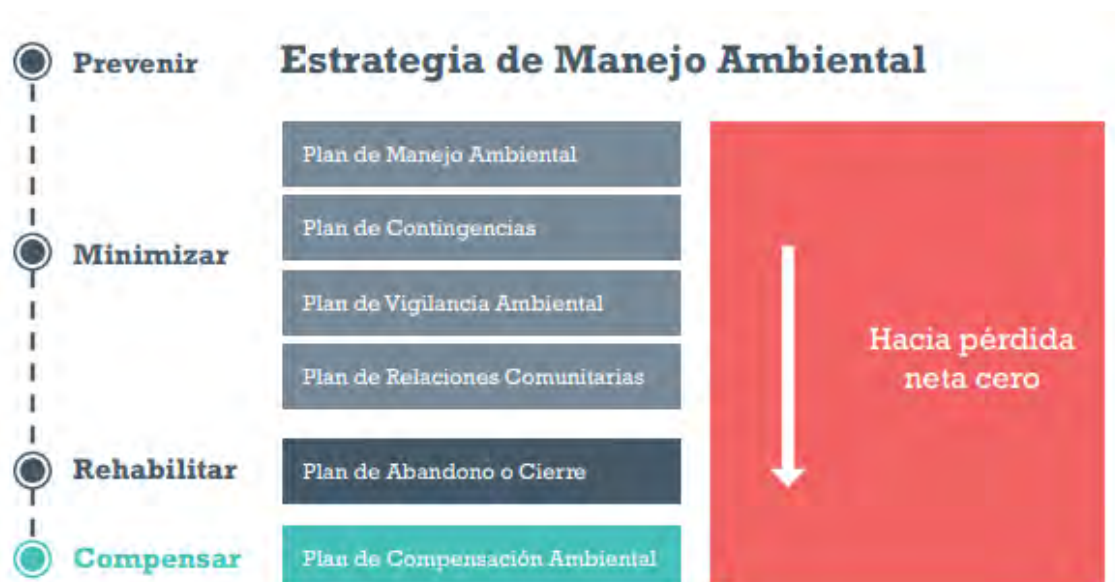 Prevenir
Estrategia de Manejo Ambiental
Plan de Manejo Ambiental
Plan de Contingencias
Minimizar
Plan de Vigilancia Ambiental
Plan de Relaciones Comunitarias
Hacia pérdida
neta cero
Rehabilitar
Plan de Abandono o Cierre
Compensar
Plan de Compensación Ambiental